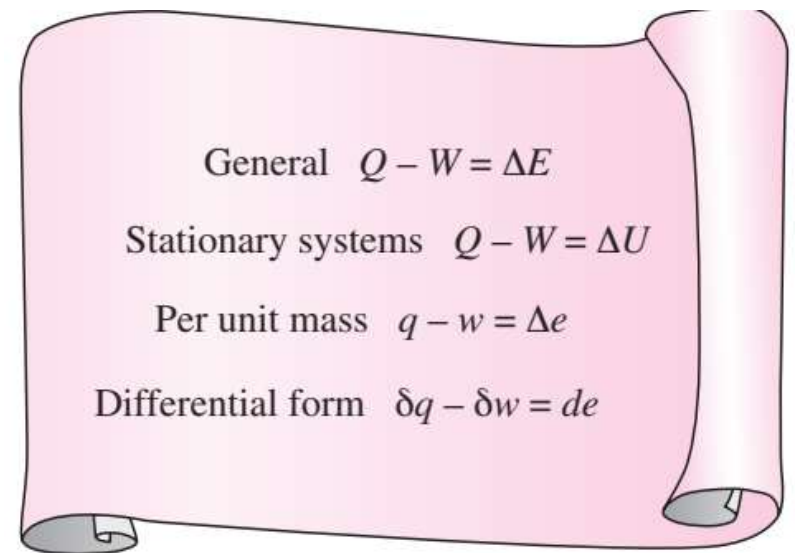 General Q – W = ΔE
Stationary systems Q – W = ΔU
Per unit mass q – w = Δe
Differential form δq – δw = de